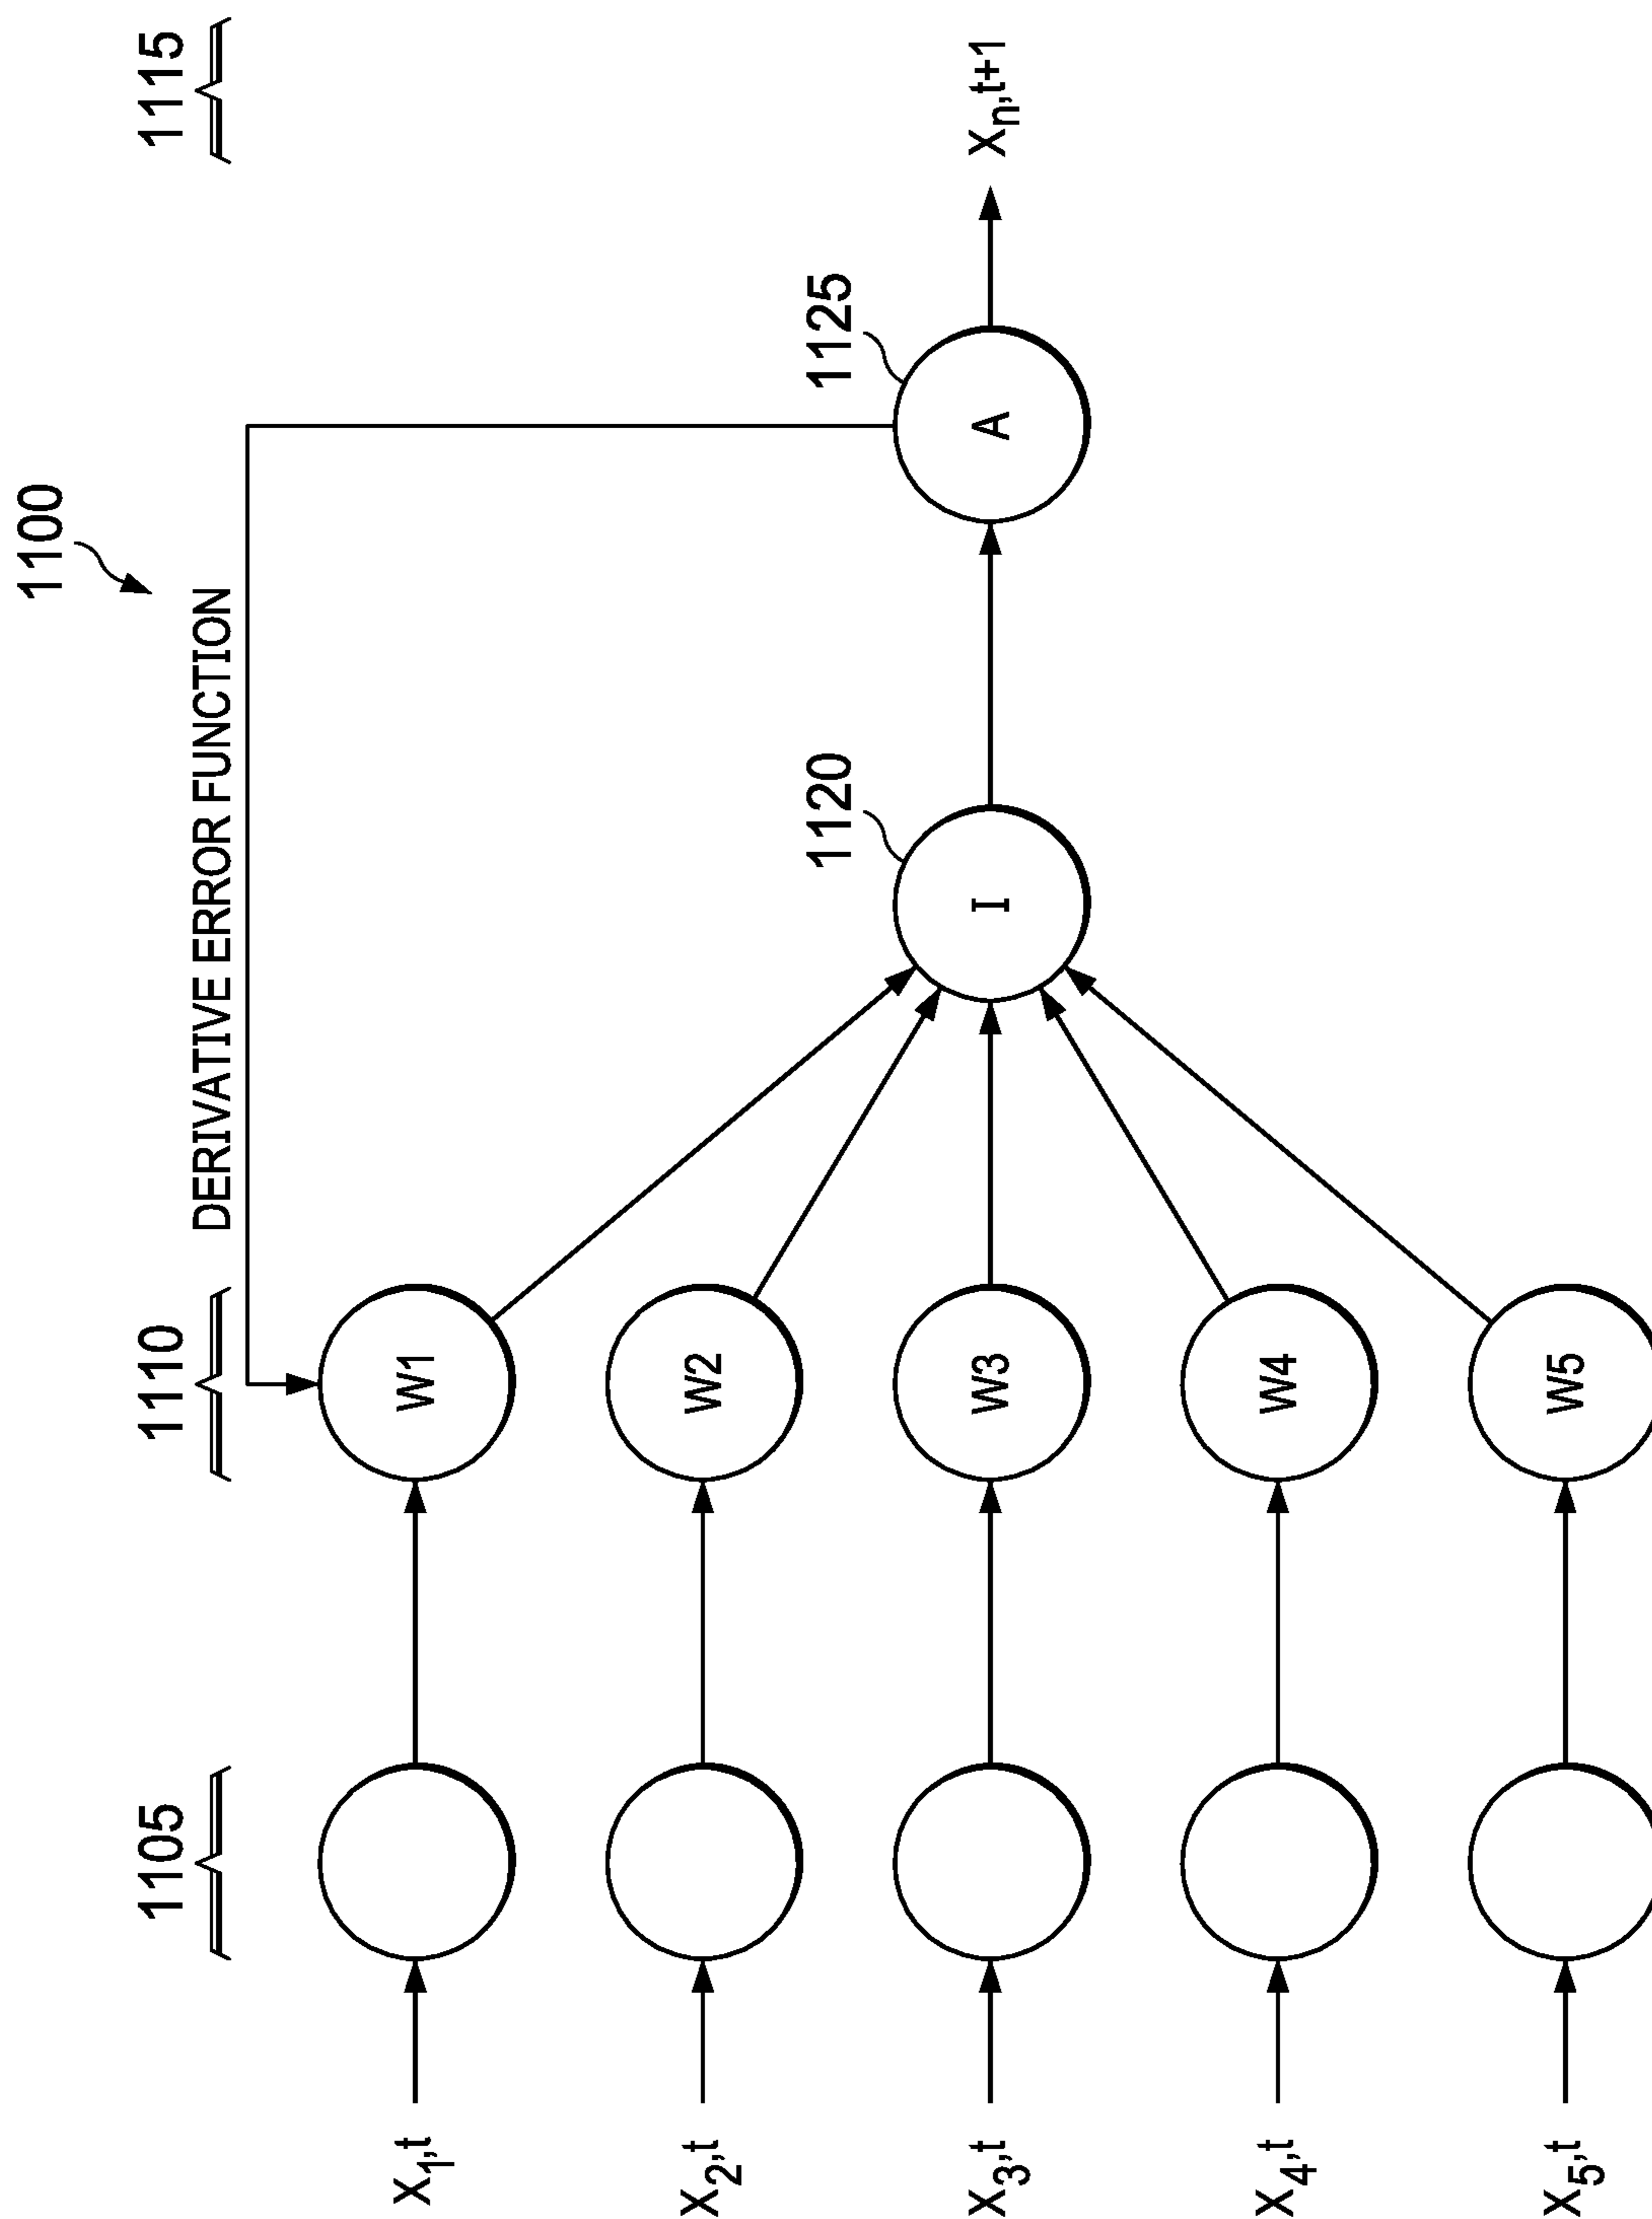 1100
1105
1110
1115
DERIVATIVE ERROR FUNCTION
X1,t
W1
X2,t
W2
1120
1125
X3,t
W3
I
A
Xn,t+1
X4,t
W4
X5,t
W5